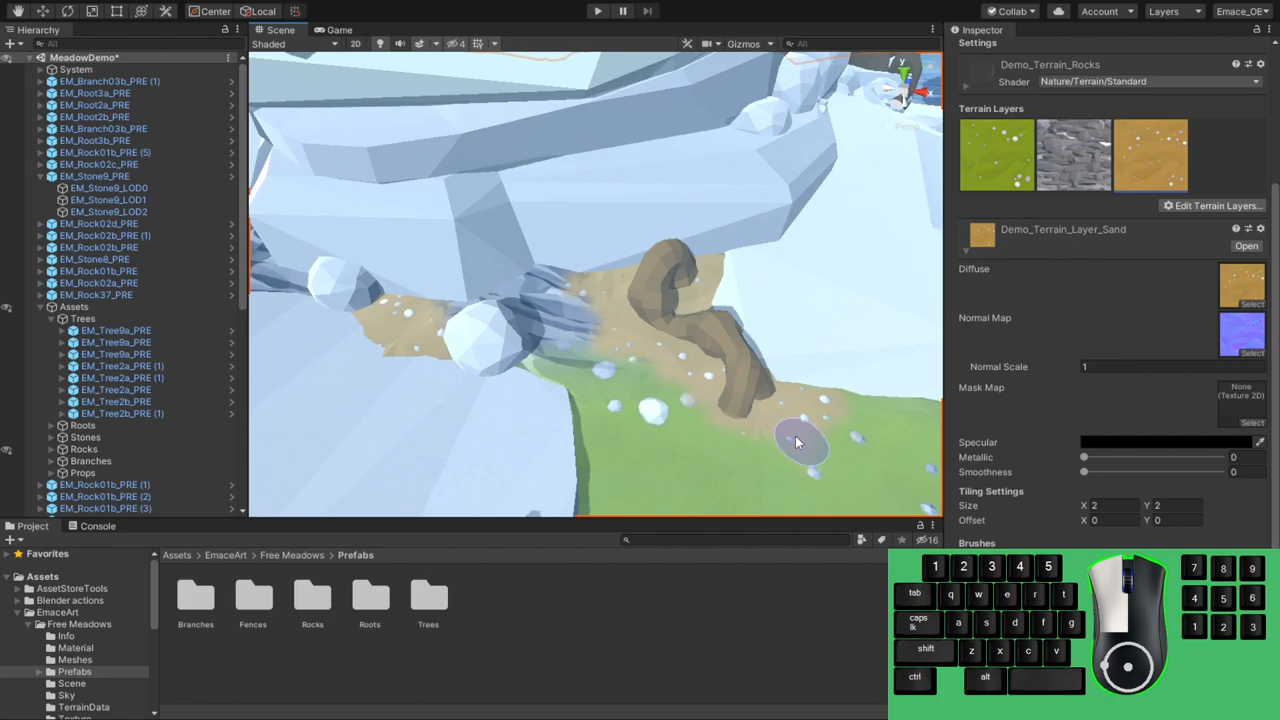 Center
Local
Collab
Account
Layers
Emace_OB
Hierarchy
Scene
Game
Inspector
All
Shaded
2D
4
Gizmos
All
Settings
MeadowDemo*
System
EM_Branch03b_PRE (1)
EM_Root3a_PRE
EM_Root2a_PRE
EM_Root2b_PRE
EM_Branch03b_PRE
EM_Root3b_PRE
EM_Rock01b_PRE (5)
EM_Rock02c_PRE
EM_Stone9_PRE
EM_Stone9_LOD0
EM_Stone9_LOD1
EM_Stone9_LOD2
EM_Rock02d_PRE
EM_Rock02b_PRE (1)
EM_Rock02b_PRE
EM_Stone8_PRE
EM_Rock01b_PRE
EM_Rock02a_PRE
EM_Rock37_PRE
Assets
Trees
EM_Tree9a_PRE
EM_Tree9a_PRE
EM_Tree9a_PRE
EM_Tree2a_PRE (1)
EM_Tree2a_PRE (1)
EM_Tree2a_PRE
EM_Tree2b_PRE
EM_Tree2b_PRE (1)
Roots
Stones
Rocks
Branches
Props
EM_Rock01b_PRE (1)
EM_Rock01b_PRE (2)
EM_Rock01b_PRE (3)
y
z
x
Persp
Demo_Terrain_Rocks
Shader
Nature/Terrain/Standard
Terrain Layers
Edit Terrain Layers...
Demo_Terrain_Layer_Sand
Open
Diffuse
Select
Normal Map
Select
Normal Scale
1
Mask Map
None
(Texture 2D)
Select
Specular
Metallic
0
Smoothness
0
Tiling Settings
Size X 2 Y 2
Offset X 0 Y 0
Brushes
Project
Console
16
Favorites
Assets
AssetStoreTools
Blender actions
EmaceArt
Free Meadows
Info
Material
Meshes
Prefabs
Scene
Sky
TerrainData
Texture
Assets
EmaceArt
Free Meadows
Prefabs
Branches
Fences
Rocks
Roots
Trees
1 2 3 4 5
tab q w e r t
caps lk a s d f g
shift z x c v
ctrl alt
7 8 9
4 5 6
1 2 3